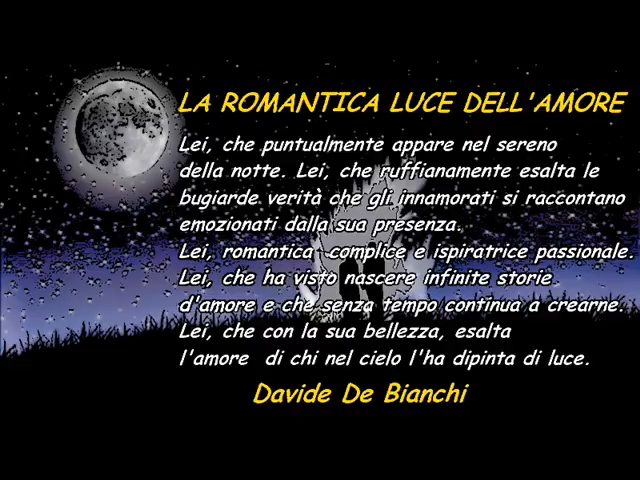 LA ROMANTICA LUCE DELL'AMORE
Lei, che puntualmente appare nel sereno
della notte. Lei, che ruffianamente esalta le
bugiarde verità che gli innamorati si raccontano
emozionati dalla sua presenza.
Lei, romantica complice e ispiratrice passionale.
Lei, che ha visto nascere infinite storie
d'amore e che senza tempo continua a crearne.
Lei, che con la sua bellezza, esalta
l'amore di chi nel cielo l'ha dipinta di luce.
Davide De Bianchi